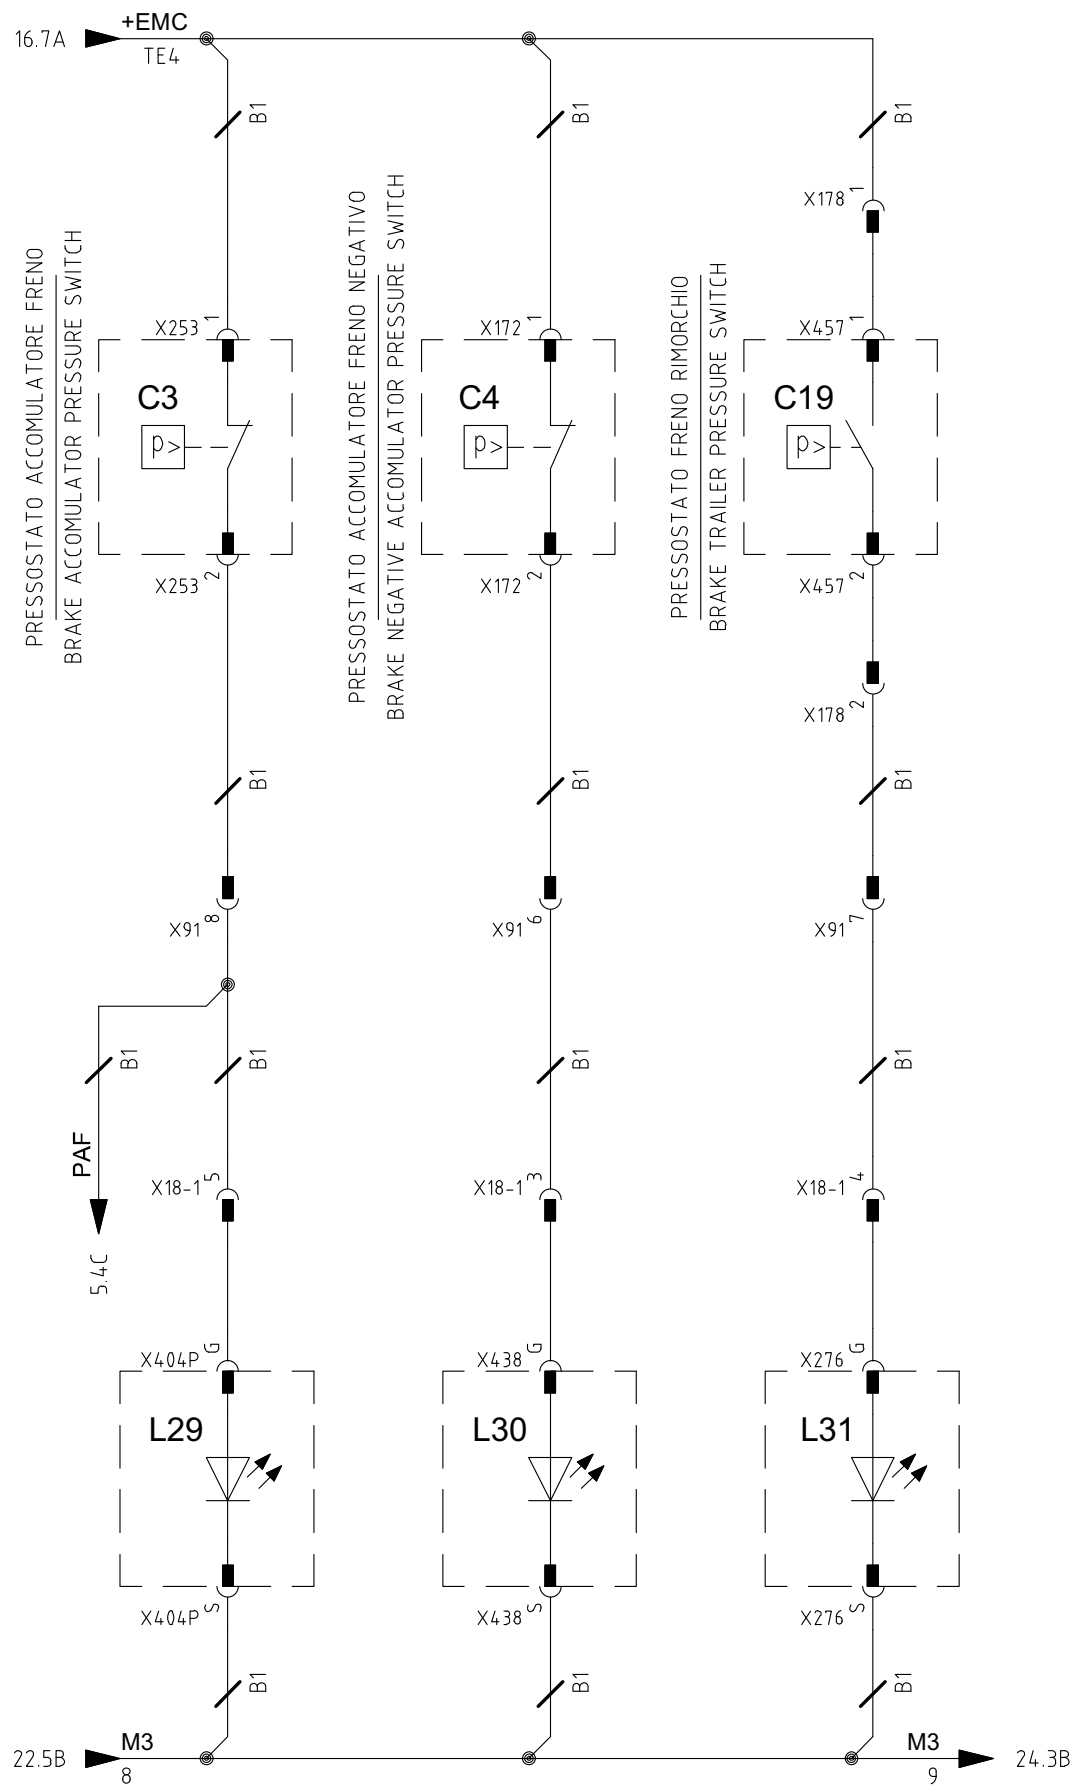 16.7A
+EMC
TE4
B1
B1
B1
X178 1
PRESSOSTATO ACCOMULATORE FRENO
BRAKE ACCOMULATOR PRESSURE SWITCH
PRESSOSTATO ACCOMULATORE FRENO NEGATIVO
BRAKE NEGATIVE ACCOMULATOR PRESSURE SWITCH
PRESSOSTATO FRENO RIMORCHIO
BRAKE TRAILER PRESSURE SWITCH
X253 1
X172 1
X457 1
C3
C4
C19
p>
p>
p>
X253 2
X172 2
X457 2
X178 2
B1
B1
B1
X91 8
X91 6
X91 7
B1
B1
B1
B1
PAF
5.4C
X18-1 5
X18-1 3
X18-1 4
X404P G
X438 G
X276 G
L29
L30
L31
X404P S
X438 S
X276 S
B1
B1
B1
22.5B
M3
8
M3
9
24.3B